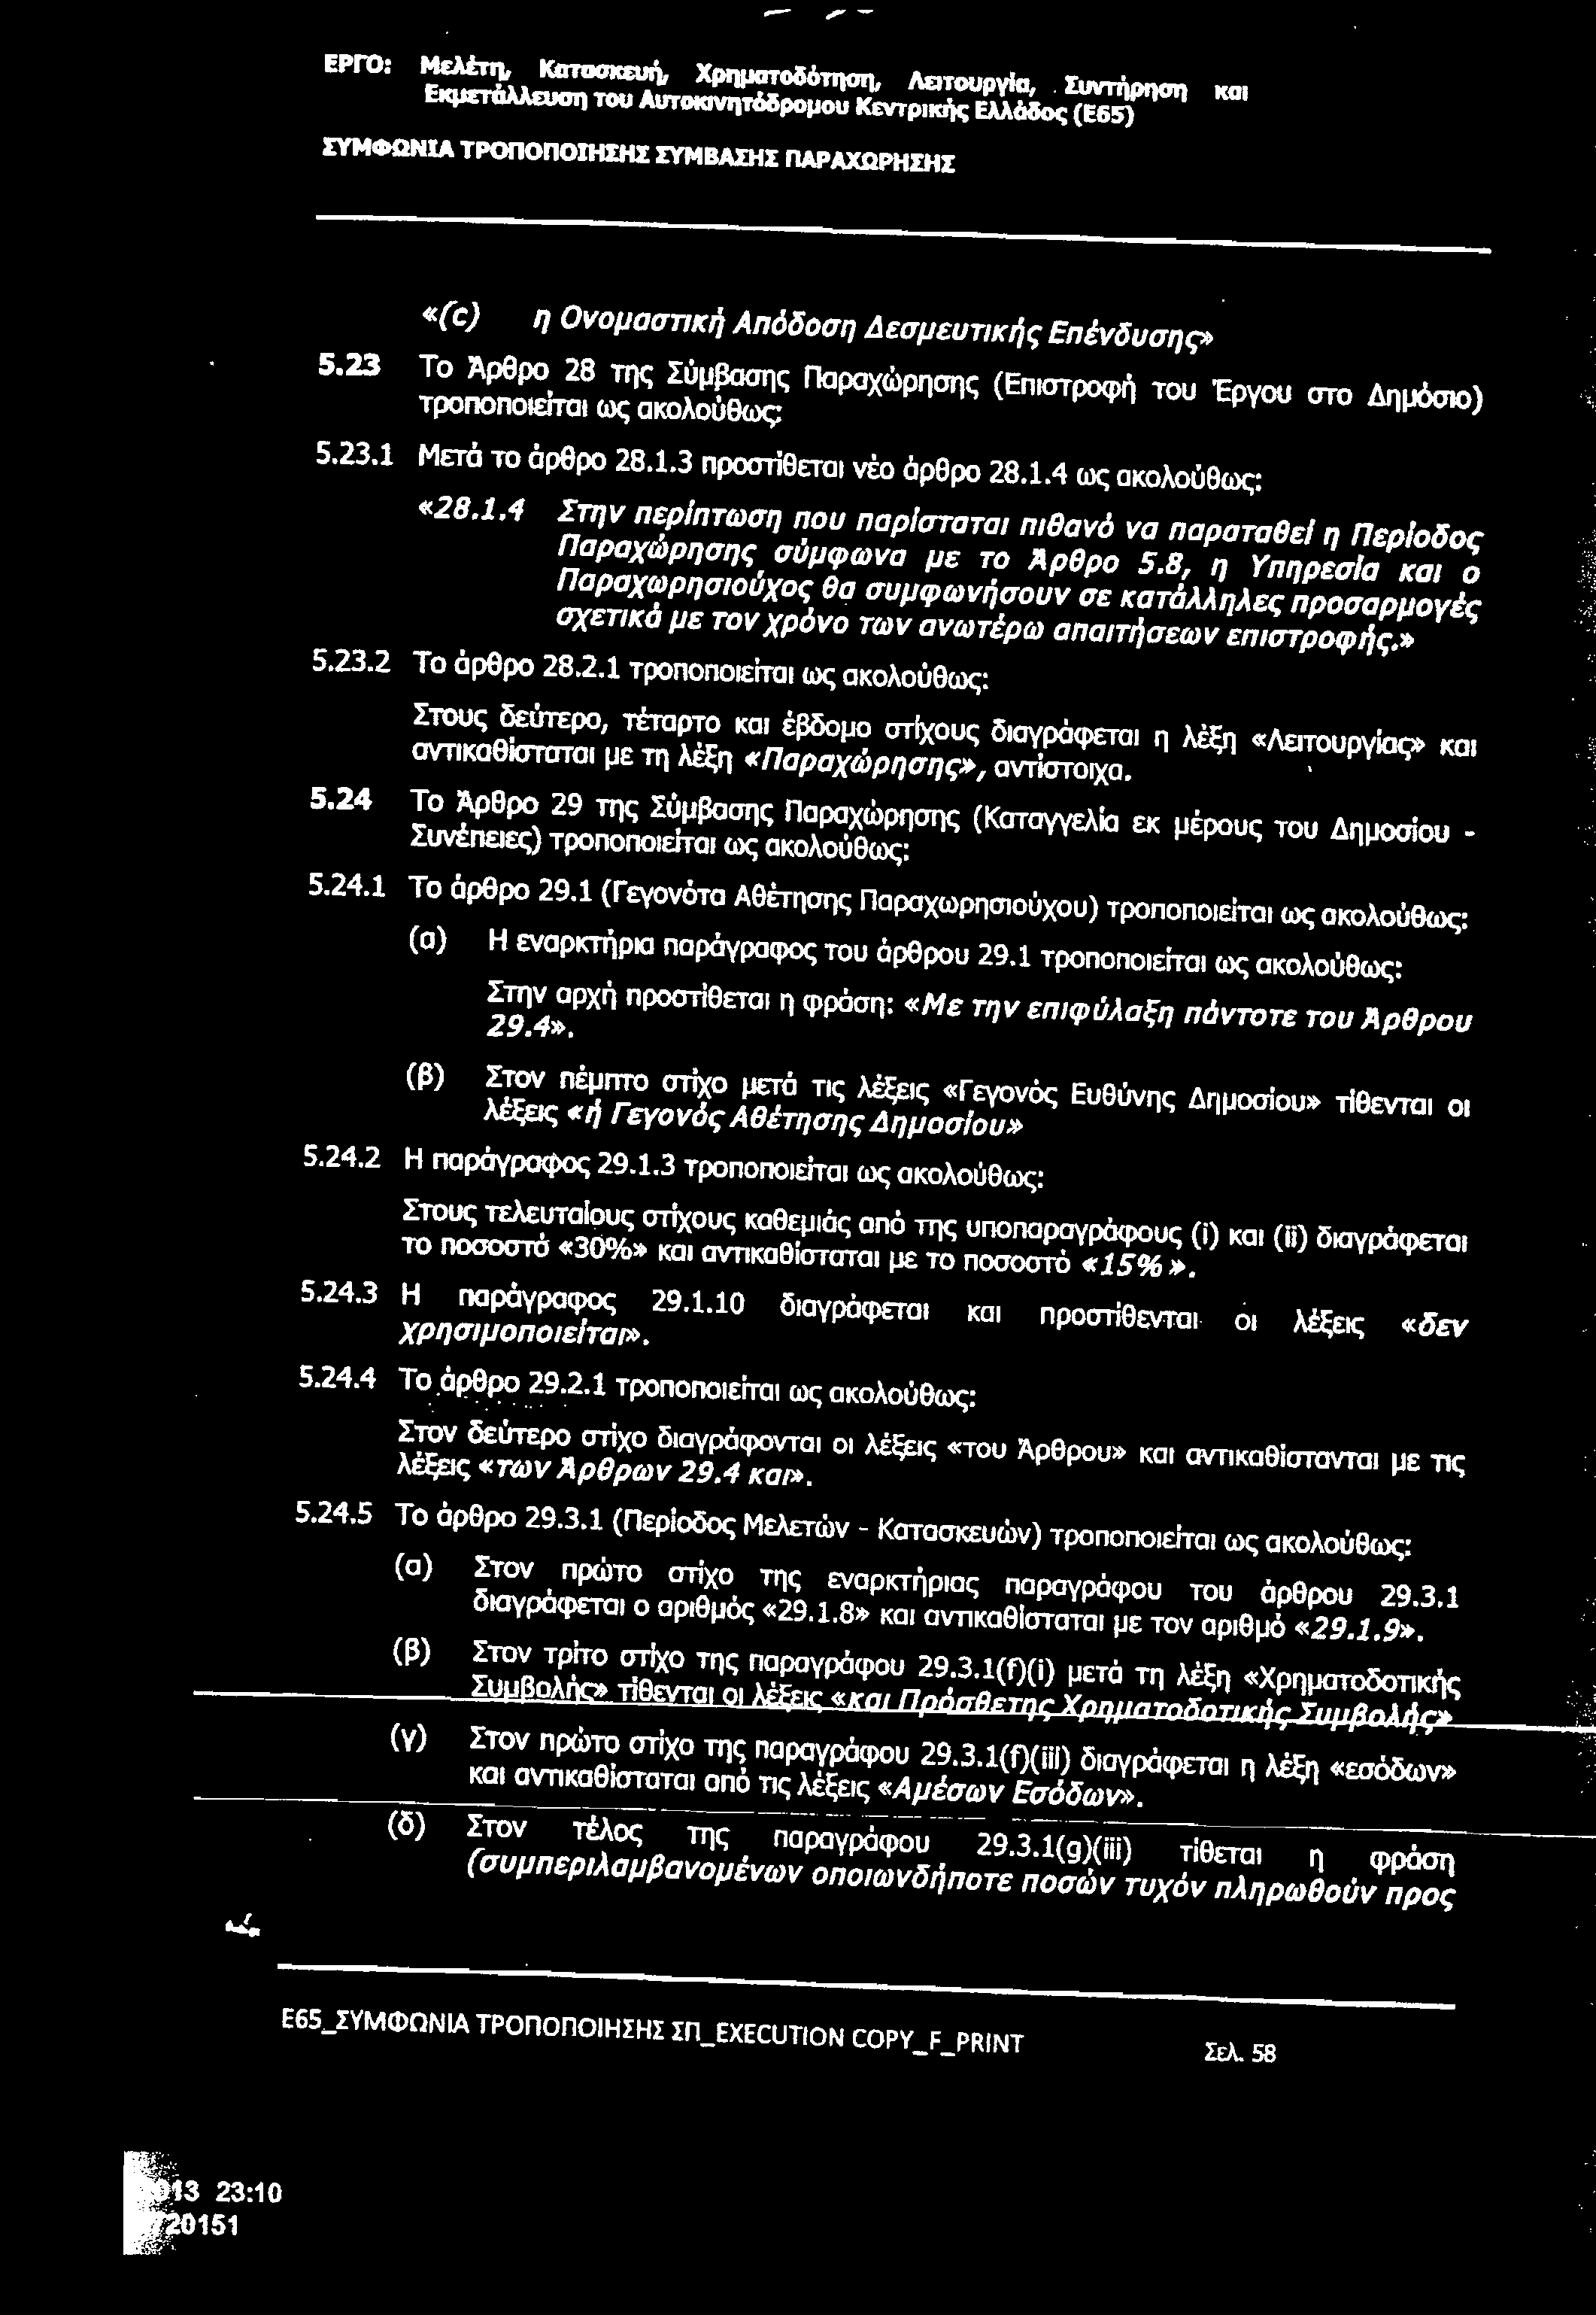 ΕΡΓΟ: Μελέτη, Κατασκευή, Χρηματοδότηση, Λειτουργία, Συντήρηση και
Εκμετάλλευση του Αυτοκινητόδρομου Κεντρικής Ελλάδος (Ε65)
ΣΥΜΦΩΝΙΑ ΤΡΟΠΟΠΟΙΗΣΗΣ ΣΥΜΒΑΣΗΣ ΠΑΡΑΧΩΡΗΣΗΣ
«(c) η Ονομαστική Απόδοση Δεσμευτικής Επένδυσης»
5.23 Το Άρθρο 28 της Σύμβασης Παραχώρησης (Επιστροφή του Έργου στο Δημόσιο)
τροποποιείται ως ακολούθως:
5.23.1 Μετά το άρθρο 28.1.3 προστίθεται νέο άρθρο 28.1.4 ως ακολούθως:
«28.1.4 Στην περίπτωση που παρίσταται πιθανό να παραταθεί η Περίοδος
Παραχώρησης σύμφωνα με το Άρθρο 5.8, η Υπηρεσία και ο
Παραχωρησιούχος θα συμφωνήσουν σε κατάλληλες προσαρμογές
σχετικά με τον χρόνο των ανωτέρω απαιτήσεων επιστροφής.»
5.23.2 Το άρθρο 28.2.1 τροποποιείται ως ακολούθως:
Στους δεύτερο, τέταρτο και έβδομο στίχους διαγράφεται η λέξη «Λειτουργίας» και
αντικαθίσταται με τη λέξη «Παραχώρησης», αντίστοιχα.
5.24 Το Άρθρο 29 της Σύμβασης Παραχώρησης (Καταγγελία εκ μέρους του Δημοσίου -
Συνέπειες) τροποποιείται ως ακολούθως:
5.24.1 Το άρθρο 29.1 (Γεγονότα Αθέτησης Παραχωρησιούχου) τροποποιείται ως ακολούθως:
(α) Η εναρκτήρια παράγραφος του άρθρου 29.1 τροποποιείται ως ακολούθως:
Στην αρχή προστίθεται η φράση: «Με την επιφύλαξη πάντοτε του Άρθρου
29.4».
(β) Στον πέμπτο στίχο μετά τις λέξεις «Γεγονός Ευθύνης Δημοσίου» τίθενται οι
λέξεις «ή Γεγονός Αθέτησης Δημοσίου»
5.24.2 Η παράγραφος 29.1.3 τροποποιείται ως ακολούθως:
Στους τελευταίους στίχους καθεμιάς από της υποπαραγράφους (i) και (ii) διαγράφεται
το ποσοστό «30%» και αντικαθίσταται με το ποσοστό «15%».
5.24.3 Η παράγραφος 29.1.10 διαγράφεται και προστίθενται οι λέξεις «δεν
χρησιμοποιείται».
5.24.4 Το άρθρο 29.2.1 τροποποιείται ως ακολούθως:
Στον δεύτερο στίχο διαγράφονται οι λέξεις «του Άρθρου» και αντικαθίστανται με τις
λέξεις «των Άρθρων 29.4 και».
5.24.5 Το άρθρο 29.3.1 (Περίοδος Μελετών - Κατασκευών) τροποποιείται ως ακολούθως:
(α) Στον πρώτο στίχο της εναρκτήριας παραγράφου του άρθρου 29.3.1
διαγράφεται ο αριθμός «29.1.8» και αντικαθίσταται με τον αριθμό «29.1.9».
(β) Στον τρίτο στίχο της παραγράφου 29.3.1(f)(i) μετά τη λέξη «Χρηματοδοτικής
Συμβολής» τίθενται οι λέξεις «και Πρόσθετης Χρηματοδοτικής Συμβολής»
(γ) Στον πρώτο στίχο της παραγράφου 29.3.1(f)(iii) διαγράφεται η λέξη «εσόδων»
και αντικαθίσταται από τις λέξεις «Αμέσων Εσόδων».
(δ) Στον τέλος της παραγράφου 29.3.1(g)(iii) τίθεται η φράση
(συμπεριλαμβανομένων οποιωνδήποτε ποσών τυχόν πληρωθούν προς
E65_ΣΥΜΦΩΝΙΑ ΤΡΟΠΟΠΟΙΗΣΗΣ ΣΠ_EXECUTION COPY_F_PRINT Σελ. 58
013 23:10
20151